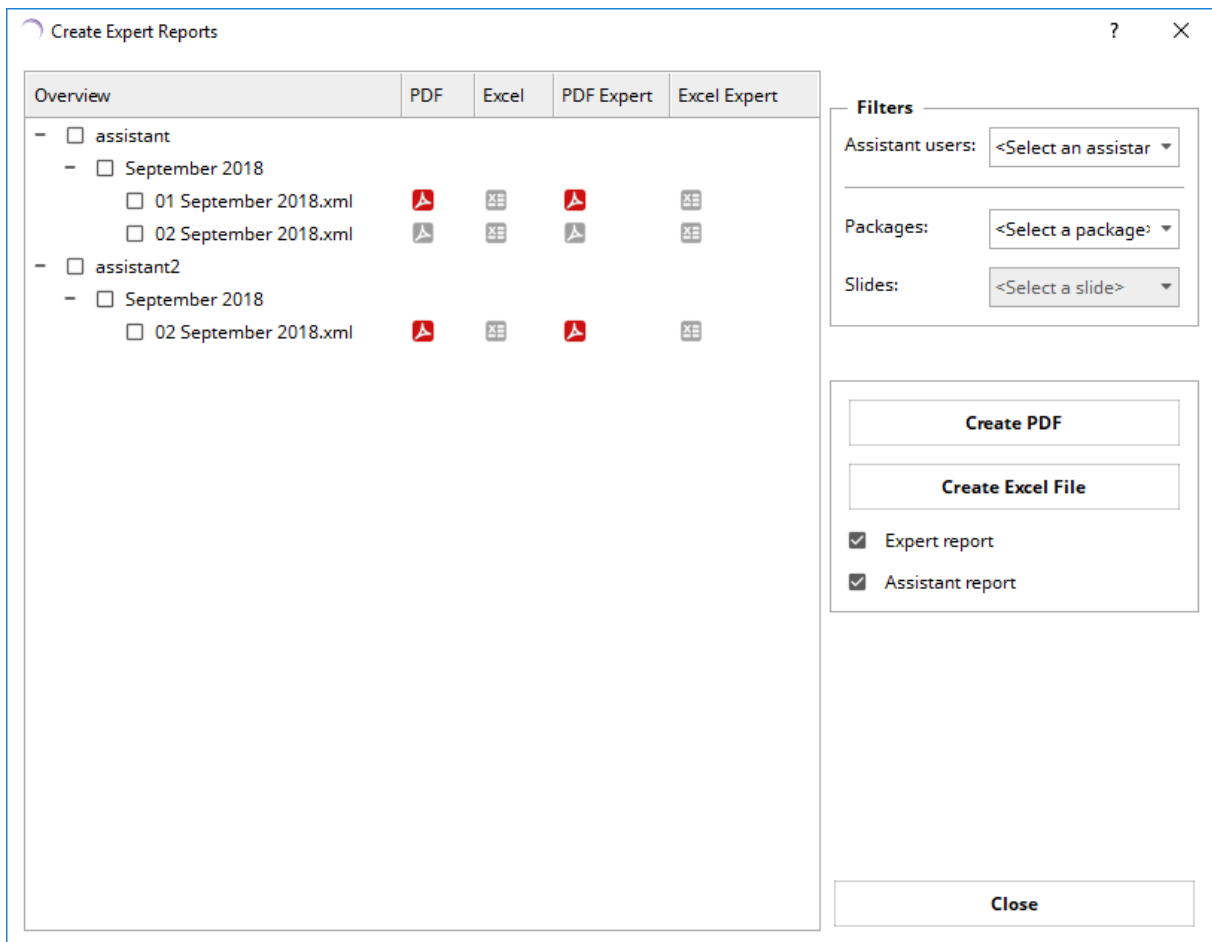 Create Expert Reports
?
Overview PDF Excel PDF Expert Excel Expert
assistant
September 2018
01 September 2018.xml
02 September 2018.xml
assistant2
September 2018
02 September 2018.xml
Filters
Assistant users: <Select an assistar
Packages: <Select a package>
Slides: <Select a slide>
Create PDF
Create Excel File
Expert report
Assistant report
Close